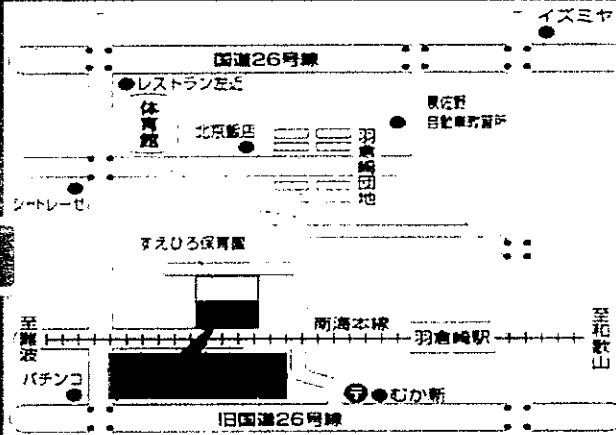 イズミヤ
国道26号線
レストラン左近
体育館
北京飯店
泉佐野
自動車教習所
羽倉崎団地
シートレーゼ
すえひろ保育園
至難波
南海本線
羽倉崎駅
至和歌山
パチンコ
〒
むか新
旧国道26号線